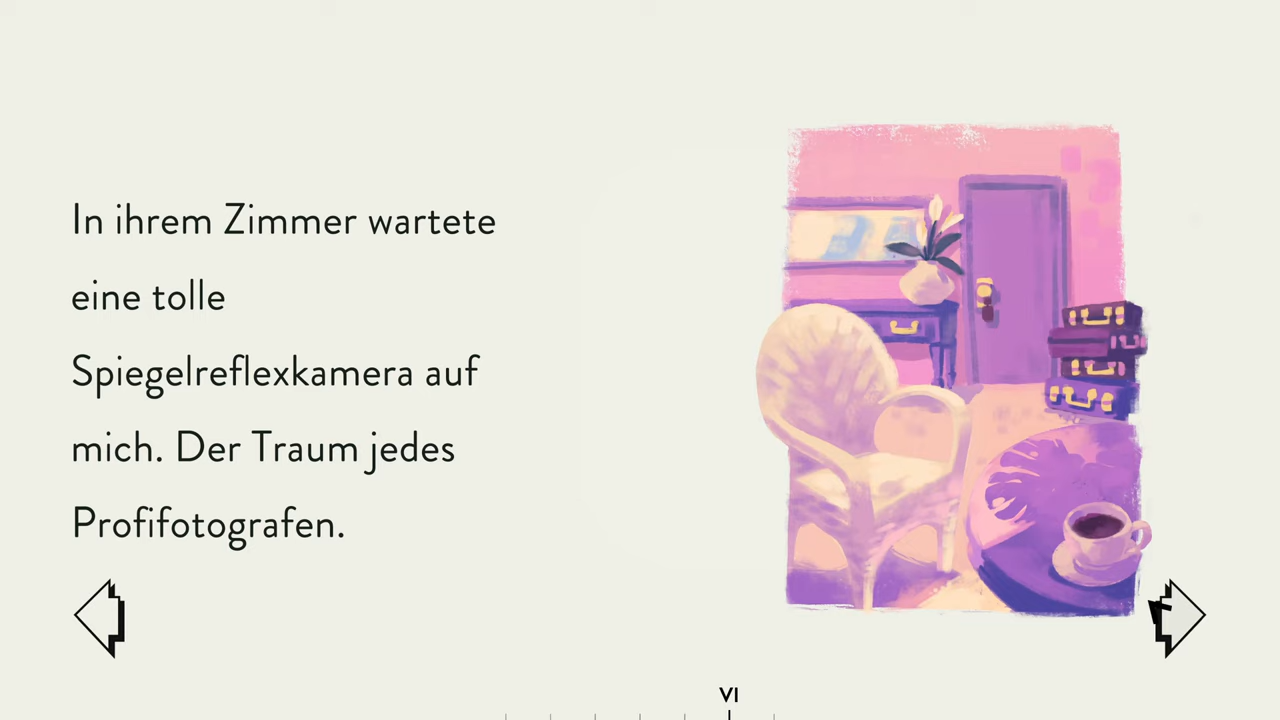 In ihrem Zimmer wartete
eine tolle
Spiegelreflexkamera auf
mich. Der Traum jedes
Profifotografen.
VI